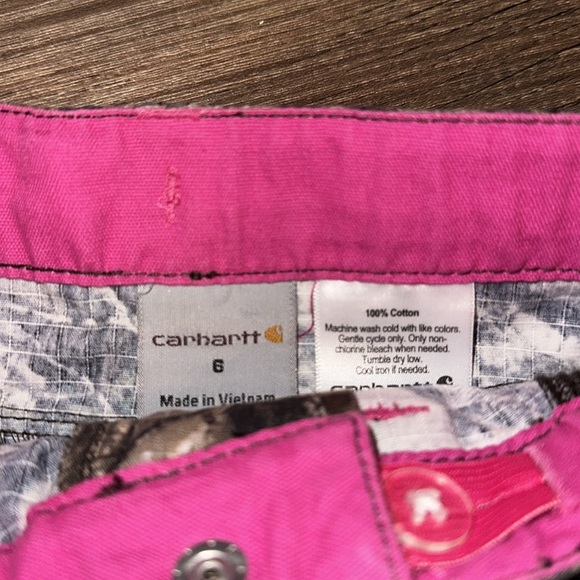 carhartt
6
Made in Vietnam
100% Cotton
Machine wash cold with like colors.
Gentle cycle only. Only non-
chlorine bleach when needed.
Tumble dry low.
Cool iron if needed.
carhartt